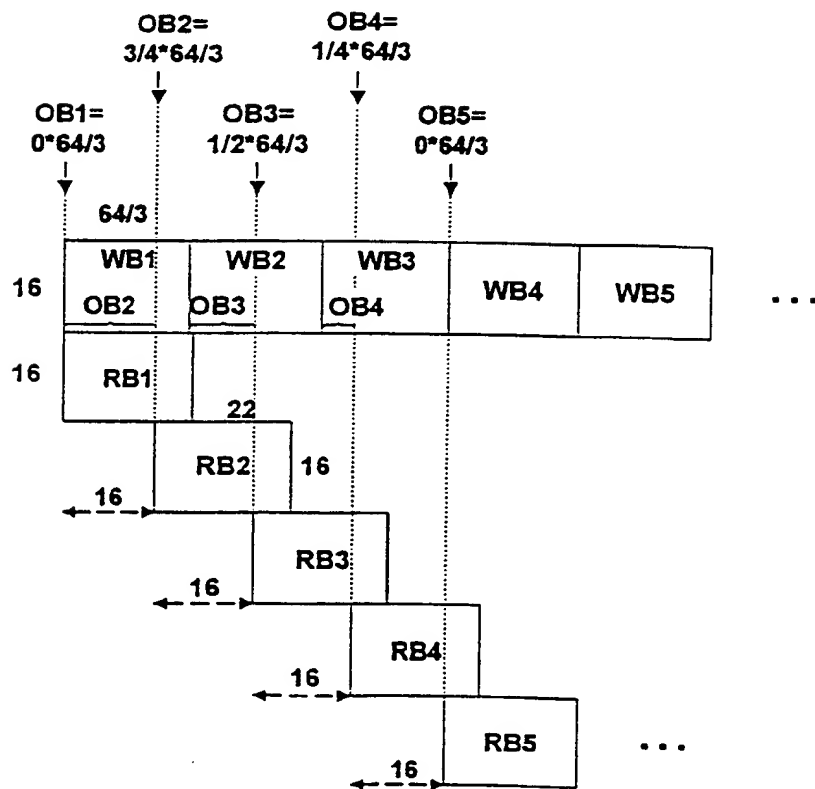 OB2=
3/4*64/3
OB4=
1/4*64/3
OB1=
0*64/3
OB3=
1/2*64/3
OB5=
0*64/3
64/3
WB1
WB2
WB3
WB4
WB5
16
OB2
OB3
OB4
...
16
RB1
22
RB2
16
16
RB3
16
RB4
16
RB5
...
16